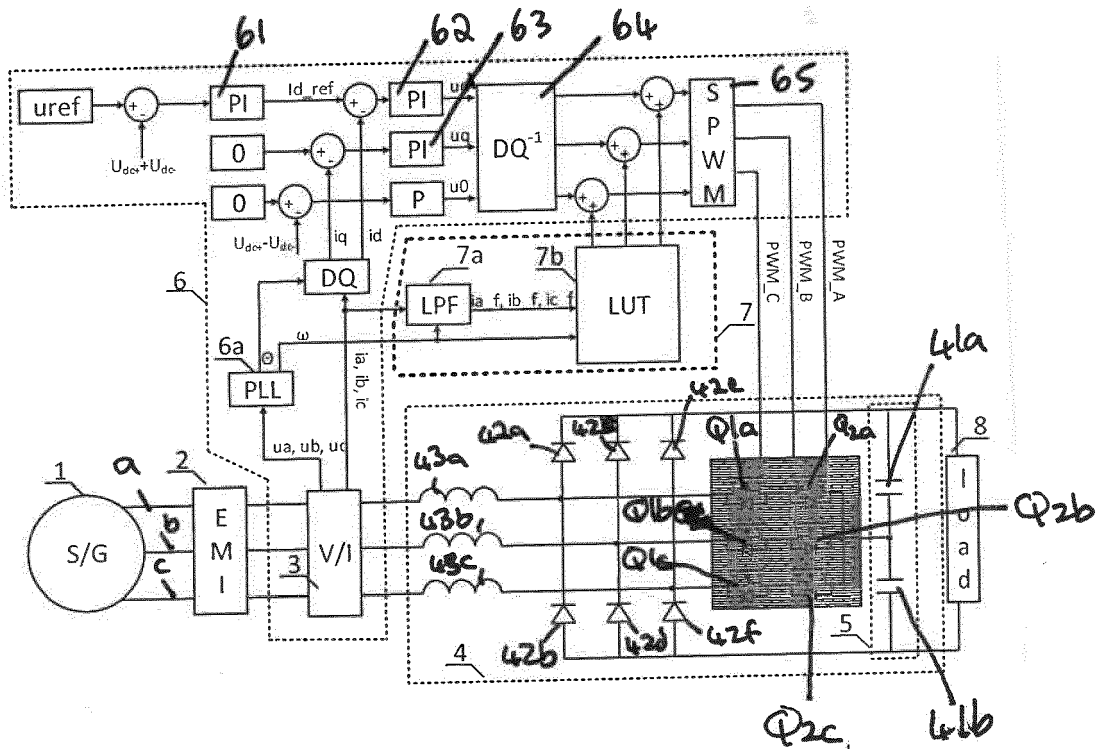 61
62
63
64
65
uref
PI
Id_ref
PI
S
P
W
M
Udc++Udc-
0
PI
uq
DQ-1
0
P
u0
Udc+-Udc-
iq
id
6
DQ
7a
7b
LPF
ia_f, ib_f, ic_f
LUT
7
PWM_C
PWM_B
PWM_A
6a
Θ
ω
PLL
ia, ib, ic
41a
ua, ub, uc
42a
42e
Q1a
Q2a
8
1
a
2
43a
S/G
b
c
E
M
I
V/I
3
43b
43c
Q1b
Q1c
Q2b
load
42b
42d
42f
5
4
Q2c
41b